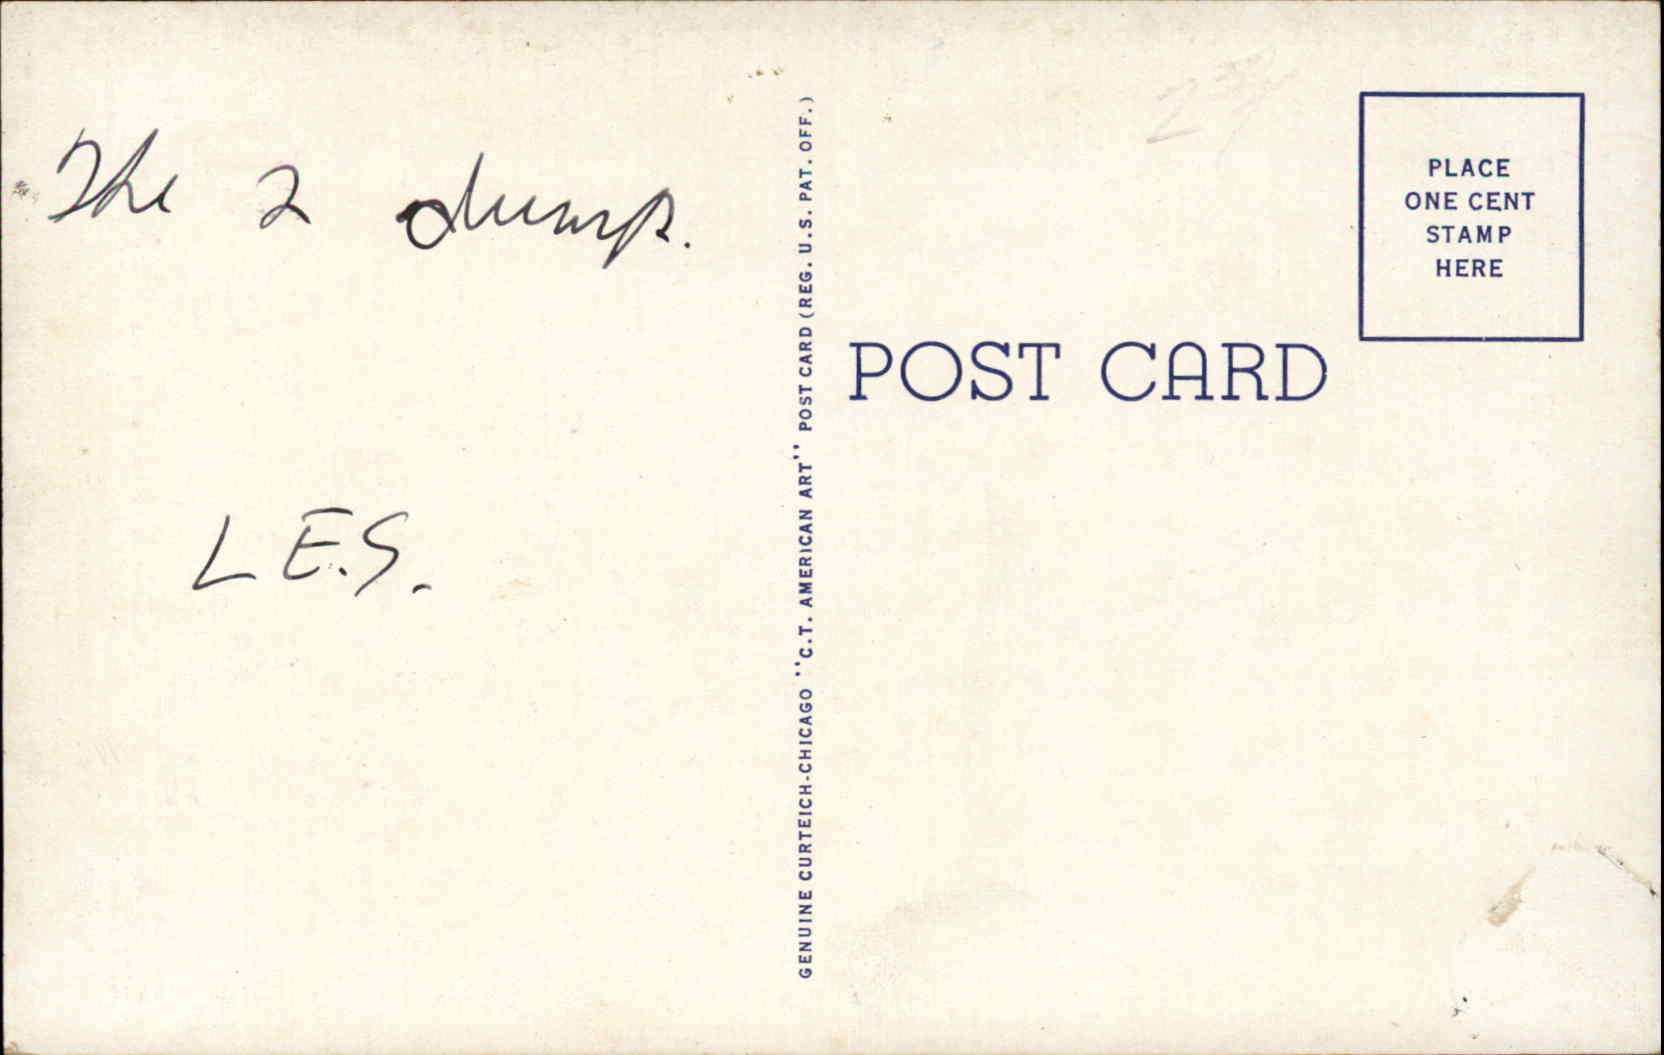 The 2 dumps.
L.E.S.
GENUINE CURTEICH-CHICAGO "C.T. AMERICAN ART" POST CARD (REG. U.S. PAT. OFF.)
POST CARD
PLACE
ONE CENT
STAMP
HERE